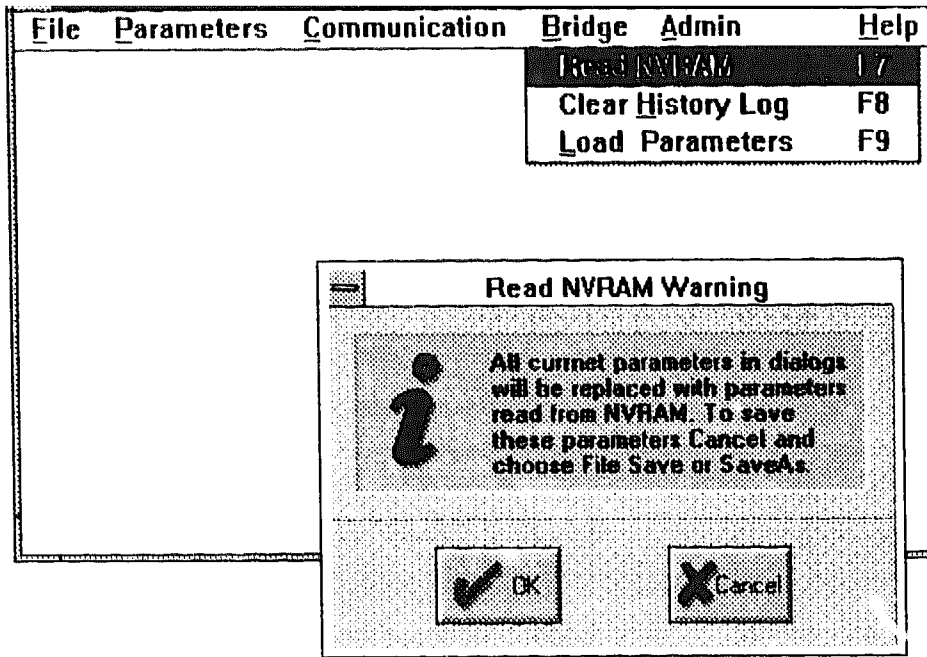 File Parameters Communication Bridge Admin Help
Read NVRAM F7
Clear History Log F8
Load Parameters F9
Read NVRAM Warning
All currnet parameters in dialogs
will be replaced with parameters
read from NVRAM. To save
these parameters Cancel and
choose File Save or SaveAs.
OK
Cancel